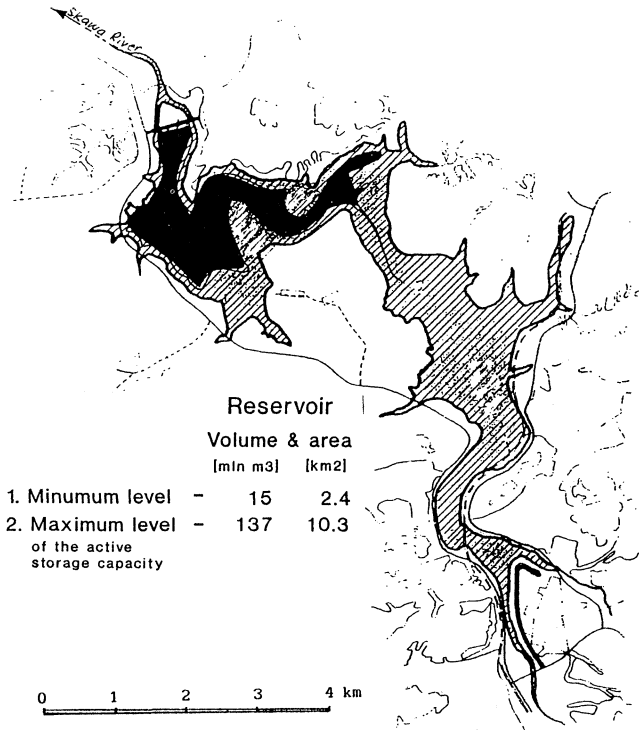 Skawa River
Reservoir
Volume & area
[mln m3] [km2]
1. Minumum level - 15 2.4
2. Maximum level - 137 10.3
of the active
storage capacity
0 1 2 3 4 km